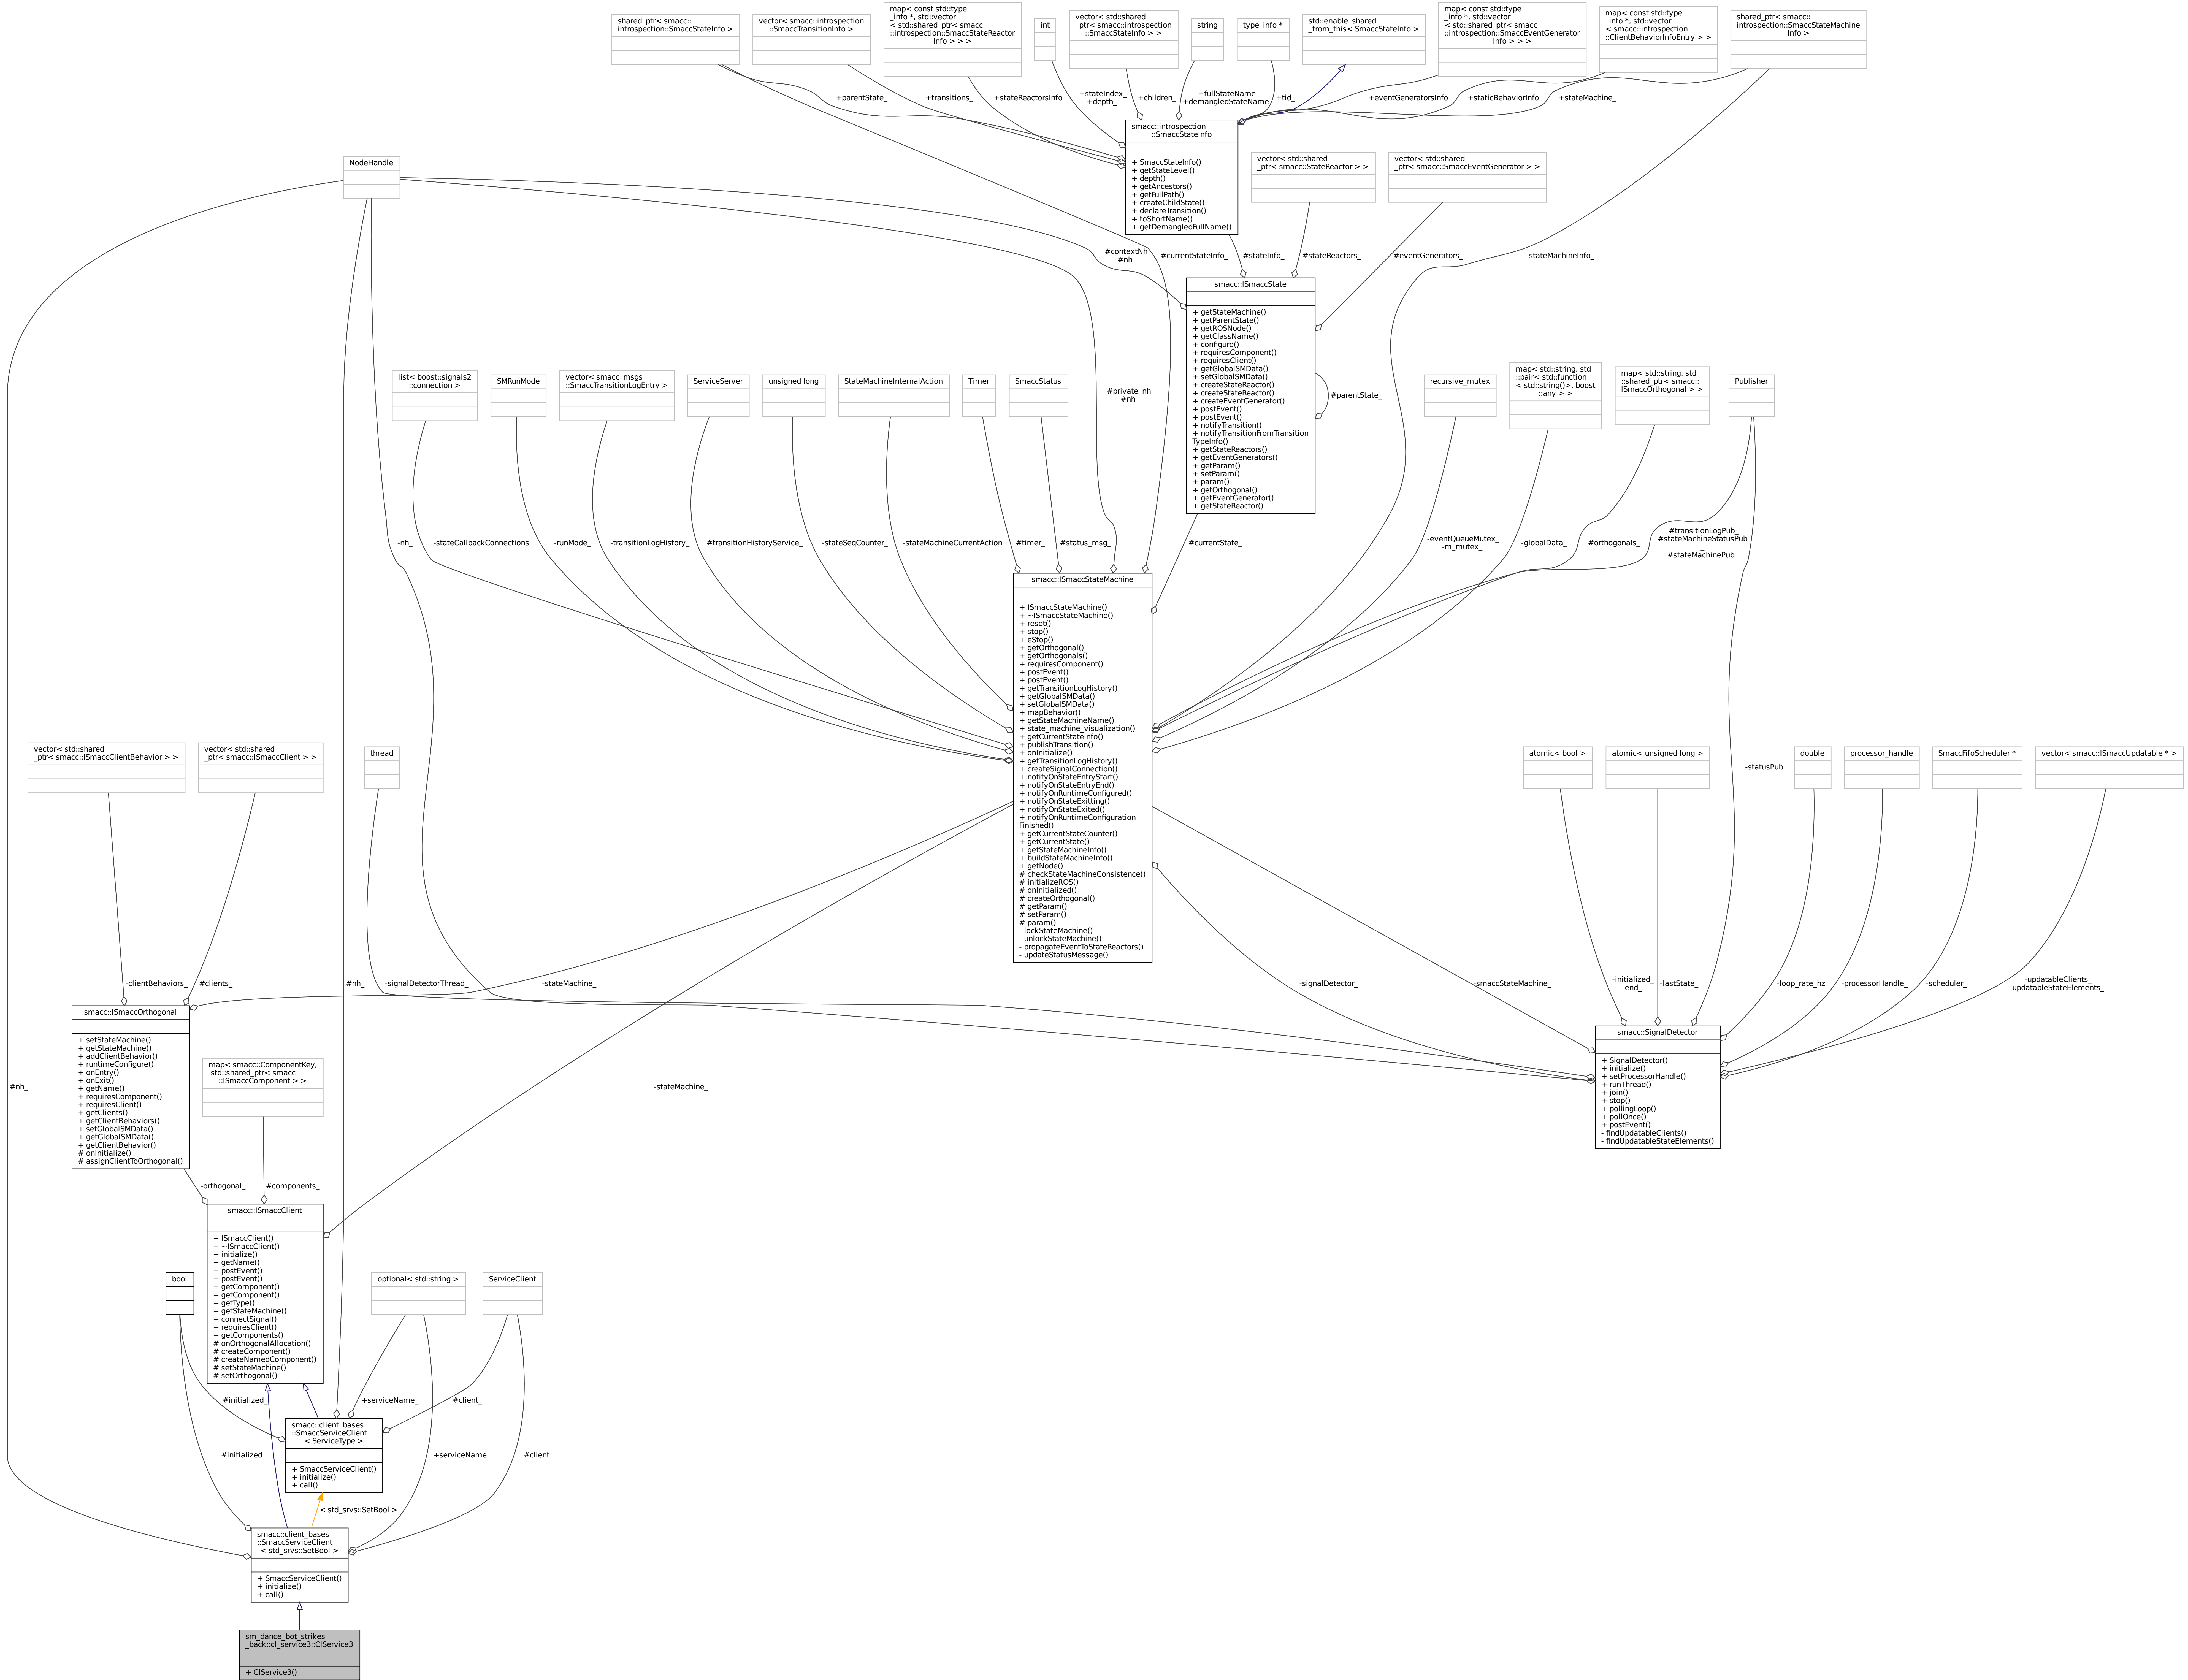 shared_ptr< smacc::
introspection::SmaccStateInfo >
vector< smacc::introspection
::SmaccTransitionInfo >
map< const std::type
_info *, std::vector
< std::shared_ptr< smacc
::introspection::SmaccStateReactor
Info > > >
int
vector< std::shared
_ptr< smacc::introspection
::SmaccStateInfo > >
string
type_info *
std::enable_shared
_from_this< SmaccStateInfo >
map< const std::type
_info *, std::vector
< std::shared_ptr< smacc
::introspection::SmaccEventGenerator
Info > > >
map< const std::type
_info *, std::vector
< smacc::introspection
::ClientBehaviorInfoEntry > >
shared_ptr< smacc::
introspection::SmaccStateMachine
Info >
+parentState_
+transitions_
+stateReactorsInfo
+stateIndex_
+depth_
+children_
+fullStateName
+demangledStateName
+tid_
+eventGeneratorsInfo
+staticBehaviorInfo
+stateMachine_
smacc::introspection
::SmaccStateInfo
+ SmaccStateInfo()
+ getStateLevel()
+ depth()
+ getAncestors()
+ getFullPath()
+ createChildState()
+ declareTransition()
+ toShortName()
+ getDemangledFullName()
NodeHandle
vector< std::shared
_ptr< smacc::StateReactor > >
vector< std::shared
_ptr< smacc::SmaccEventGenerator > >
#contextNh
#nh
#currentStateInfo_
#stateInfo_
#stateReactors_
#eventGenerators_
-stateMachineInfo_
smacc::ISmaccState
+ getStateMachine()
+ getParentState()
+ getROSNode()
+ getClassName()
+ configure()
+ requiresComponent()
+ requiresClient()
+ getGlobalSMData()
+ setGlobalSMData()
+ createStateReactor()
+ createStateReactor()
+ createEventGenerator()
+ postEvent()
+ postEvent()
+ notifyTransition()
+ notifyTransitionFromTransition
TypeInfo()
+ getStateReactors()
+ getEventGenerators()
+ getParam()
+ setParam()
+ param()
+ getOrthogonal()
+ getEventGenerator()
+ getStateReactor()
#parentState_
list< boost::signals2
::connection >
SMRunMode
vector< smacc_msgs
::SmaccTransitionLogEntry >
ServiceServer
unsigned long
StateMachineInternalAction
Timer
SmaccStatus
#private_nh_
#nh_
recursive_mutex
map< std::string, std
::pair< std::function
< std::string()>, boost
::any > >
map< std::string, std
::shared_ptr< smacc::
ISmaccOrthogonal > >
Publisher
-nh_
-stateCallbackConnections
-runMode_
-transitionLogHistory_
#transitionHistoryService_
-stateSeqCounter_
-stateMachineCurrentAction
#timer_
#status_msg_
#currentState_
-eventQueueMutex_
-m_mutex_
-globalData_
#orthogonals_
#transitionLogPub_
#stateMachineStatusPub
_
#stateMachinePub_
smacc::ISmaccStateMachine
+ ISmaccStateMachine()
+ ~ISmaccStateMachine()
+ reset()
+ stop()
+ eStop()
+ getOrthogonal()
+ getOrthogonals()
+ requiresComponent()
+ postEvent()
+ postEvent()
+ getTransitionLogHistory()
+ getGlobalSMData()
+ setGlobalSMData()
+ mapBehavior()
+ getStateMachineName()
+ state_machine_visualization()
+ getCurrentStateInfo()
+ publishTransition()
+ onInitialize()
+ getTransitionLogHistory()
+ createSignalConnection()
+ notifyOnStateEntryStart()
+ notifyOnStateEntryEnd()
+ notifyOnRuntimeConfigured()
+ notifyOnStateExitting()
+ notifyOnStateExited()
+ notifyOnRuntimeConfiguration
Finished()
+ getCurrentStateCounter()
+ getCurrentState()
+ getStateMachineInfo()
+ buildStateMachineInfo()
+ getNode()
# checkStateMachineConsistence()
# initializeROS()
# onInitialized()
# createOrthogonal()
# getParam()
# setParam()
# param()
- lockStateMachine()
- unlockStateMachine()
- propagateEventToStateReactors()
- updateStatusMessage()
vector< std::shared
_ptr< smacc::ISmaccClientBehavior > >
vector< std::shared
_ptr< smacc::ISmaccClient > >
thread
-statusPub_
atomic< bool >
atomic< unsigned long >
double
processor_handle
SmaccFifoScheduler *
vector< smacc::ISmaccUpdatable * >
-clientBehaviors_
#clients_
#nh_
-signalDetectorThread_
-stateMachine_
-signalDetector_
-smaccStateMachine_
-initialized_
-end_
-lastState_
-loop_rate_hz
-processorHandle_
-scheduler_
-updatableClients_
-updatableStateElements_
smacc::ISmaccOrthogonal
+ setStateMachine()
+ getStateMachine()
+ addClientBehavior()
+ runtimeConfigure()
+ onEntry()
+ onExit()
+ getName()
+ requiresComponent()
+ requiresClient()
+ getClients()
+ getClientBehaviors()
+ setGlobalSMData()
+ getGlobalSMData()
+ getClientBehavior()
# onInitialize()
# assignClientToOrthogonal()
smacc::SignalDetector
+ SignalDetector()
+ initialize()
+ setProcessorHandle()
+ runThread()
+ join()
+ stop()
+ pollingLoop()
+ pollOnce()
+ postEvent()
- findUpdatableClients()
- findUpdatableStateElements()
map< smacc::ComponentKey,
std::shared_ptr< smacc
::ISmaccComponent > >
#nh_
-stateMachine_
-orthogonal_
#components_
smacc::ISmaccClient
+ ISmaccClient()
+ ~ISmaccClient()
+ initialize()
+ getName()
+ postEvent()
+ postEvent()
+ getComponent()
+ getComponent()
+ getType()
+ getStateMachine()
+ connectSignal()
+ requiresClient()
+ getComponents()
# onOrthogonalAllocation()
# createComponent()
# createNamedComponent()
# setStateMachine()
# setOrthogonal()
bool
optional< std::string >
ServiceClient
#initialized_
+serviceName_
#client_
smacc::client_bases
::SmaccServiceClient
< ServiceType >
+ SmaccServiceClient()
+ initialize()
+ call()
#initialized_
+serviceName_
#client_
< std_srvs::SetBool >
smacc::client_bases
::SmaccServiceClient
< std_srvs::SetBool >
+ SmaccServiceClient()
+ initialize()
+ call()
sm_dance_bot_strikes
_back::cl_service3::ClService3
+ ClService3()